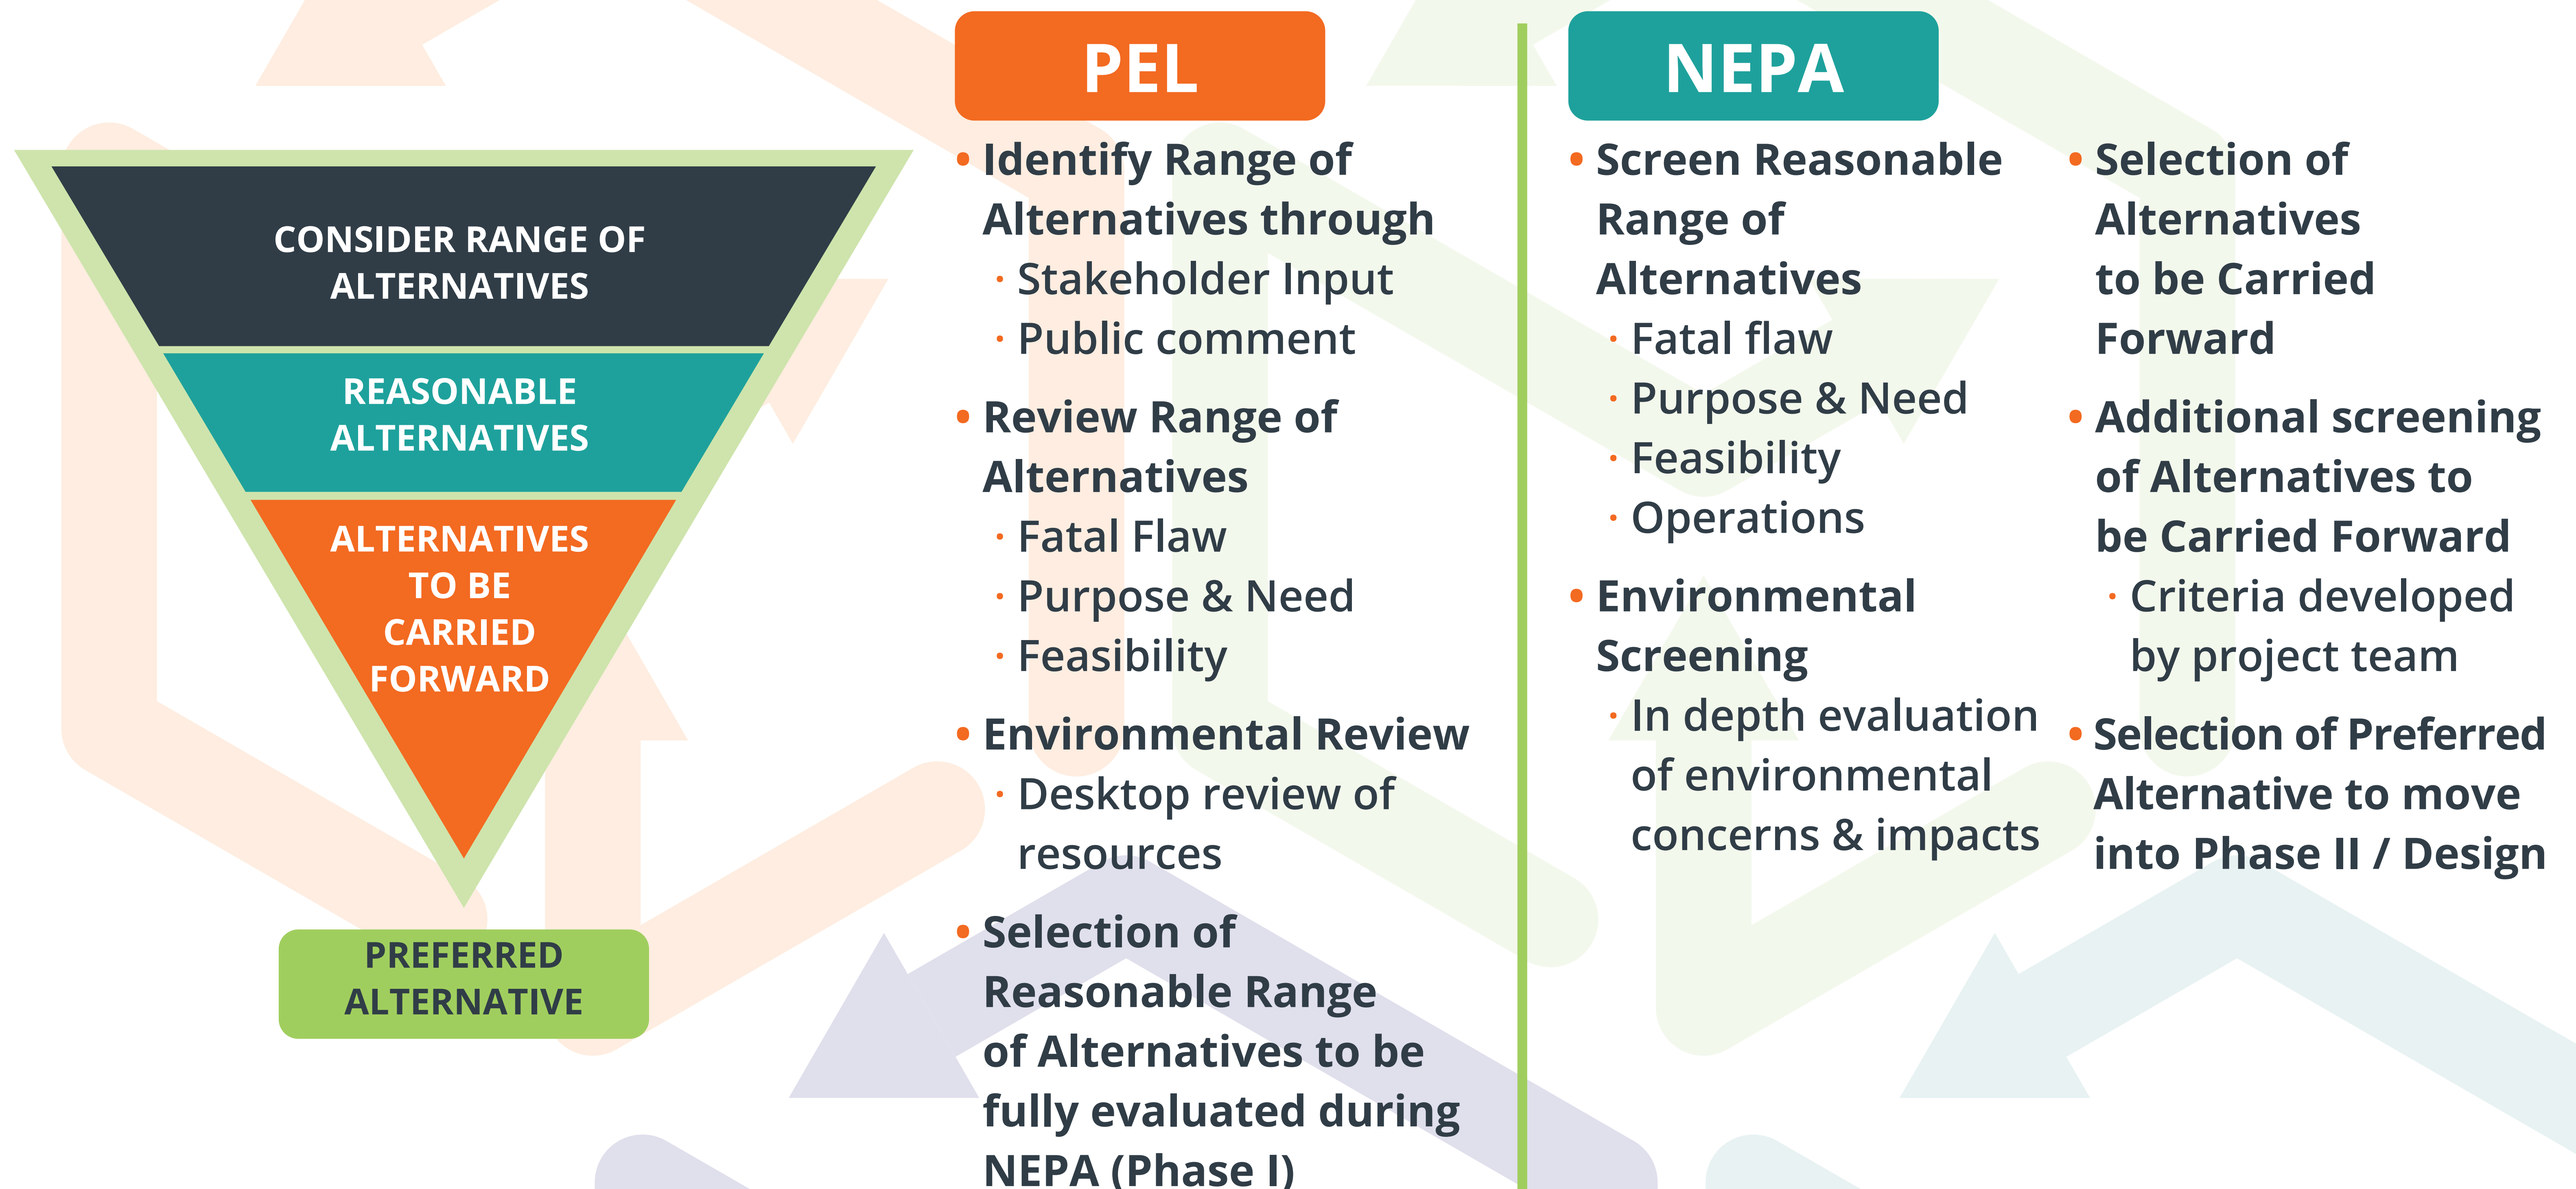 CONSIDER RANGE OF
ALTERNATIVES
REASONABLE
ALTERNATIVES
ALTERNATIVES
TO BE
CARRIED
FORWARD
PREFERRED
ALTERNATIVE
PEL
• Identify Range of
Alternatives through
· Stakeholder Input
· Public comment
• Review Range of
Alternatives
· Fatal Flaw
· Purpose & Need
· Feasibility
• Environmental Review
· Desktop review of
resources
• Selection of
Reasonable Range
of Alternatives to be
fully evaluated during
NEPA (Phase I)
NEPA
• Screen Reasonable
Range of
Alternatives
· Fatal flaw
· Purpose & Need
· Feasibility
· Operations
• Environmental
Screening
· In depth evaluation
of environmental
concerns & impacts
• Selection of
Alternatives
to be Carried
Forward
• Additional screening
of Alternatives to
be Carried Forward
· Criteria developed
by project team
• Selection of Preferred
Alternative to move
into Phase II / Design